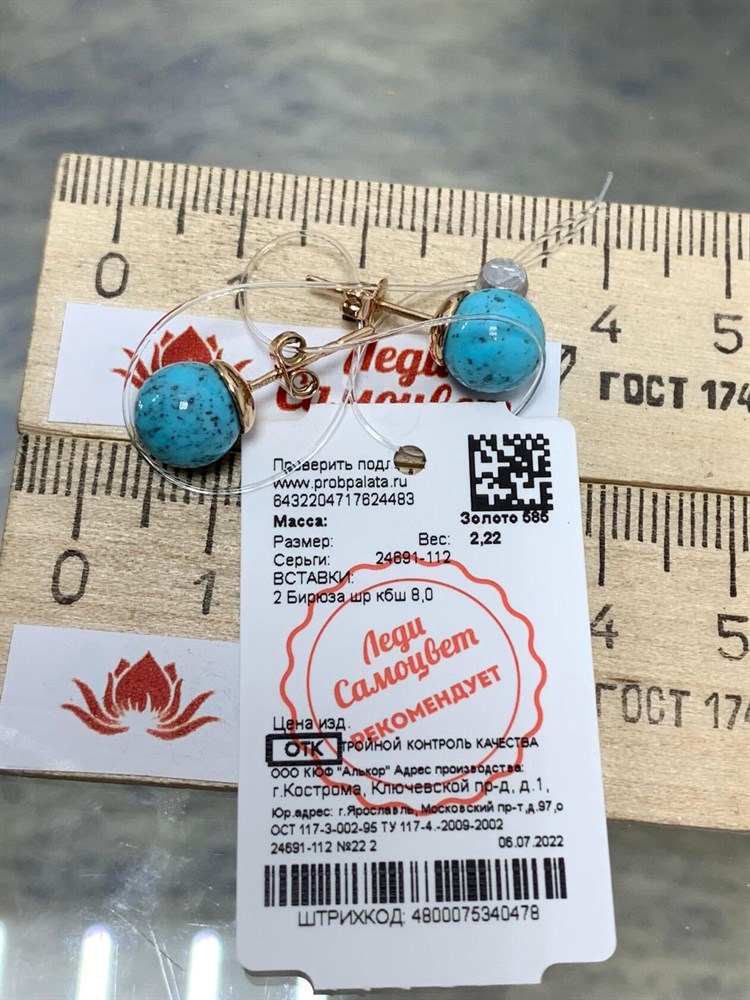 0 1 4 5
ГОСТ 174
Леди
Самоцвет
Проверить подл
www.probpalata.ru
6432204717624483
Золото 585
Масса:
Размер: Вес: 2,22
Серьги: 24691-112
ВСТАВКИ:
2 Бирюза шр кбш 8,0
0 1 4 5
ГОСТ 174
Леди
Самоцвет
РЕКОМЕНДУЕТ
Цена изд.
ОТК ТРОЙНОЙ КОНТРОЛЬ КАЧЕСТВА
ООО КЮФ "Алькор" Адрес производства:
г.Кострома, Ключевской пр-д, д.1,
Юр.адрес: г.Ярославль, Московский пр-т,д.97,о
ОСТ 117-3-002-95 ТУ 117-4.-2009-2002
24691-112 №22 2 06.07.2022
ШТРИХКОД: 4800075340478